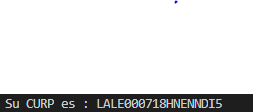 Su CURP es : LALE000718HNENNDI5